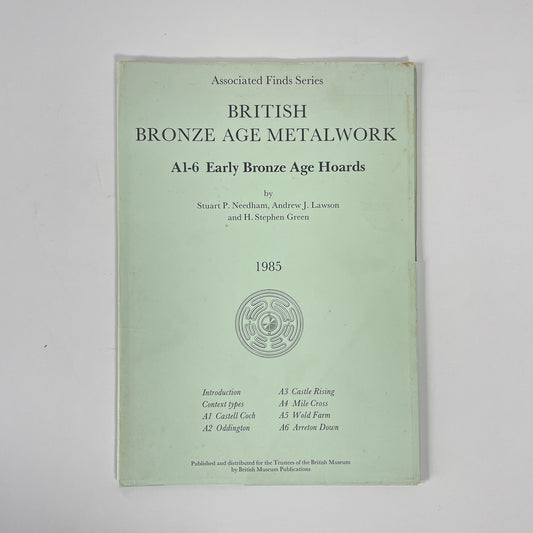 Associated Finds Series
BRITISH
BRONZE AGE METALWORK
A1-6 Early Bronze Age Hoards
by
Stuart P. Needham, Andrew J. Lawson
and H. Stephen Green
1985
Introduction
Context types
A1 Castell Coch
A2 Oddington
A3 Castle Rising
A4 Mile Cross
A5 Wold Farm
A6 Arreton Down
Published and distributed for the Trustees of the British Museum
by British Museum Publications